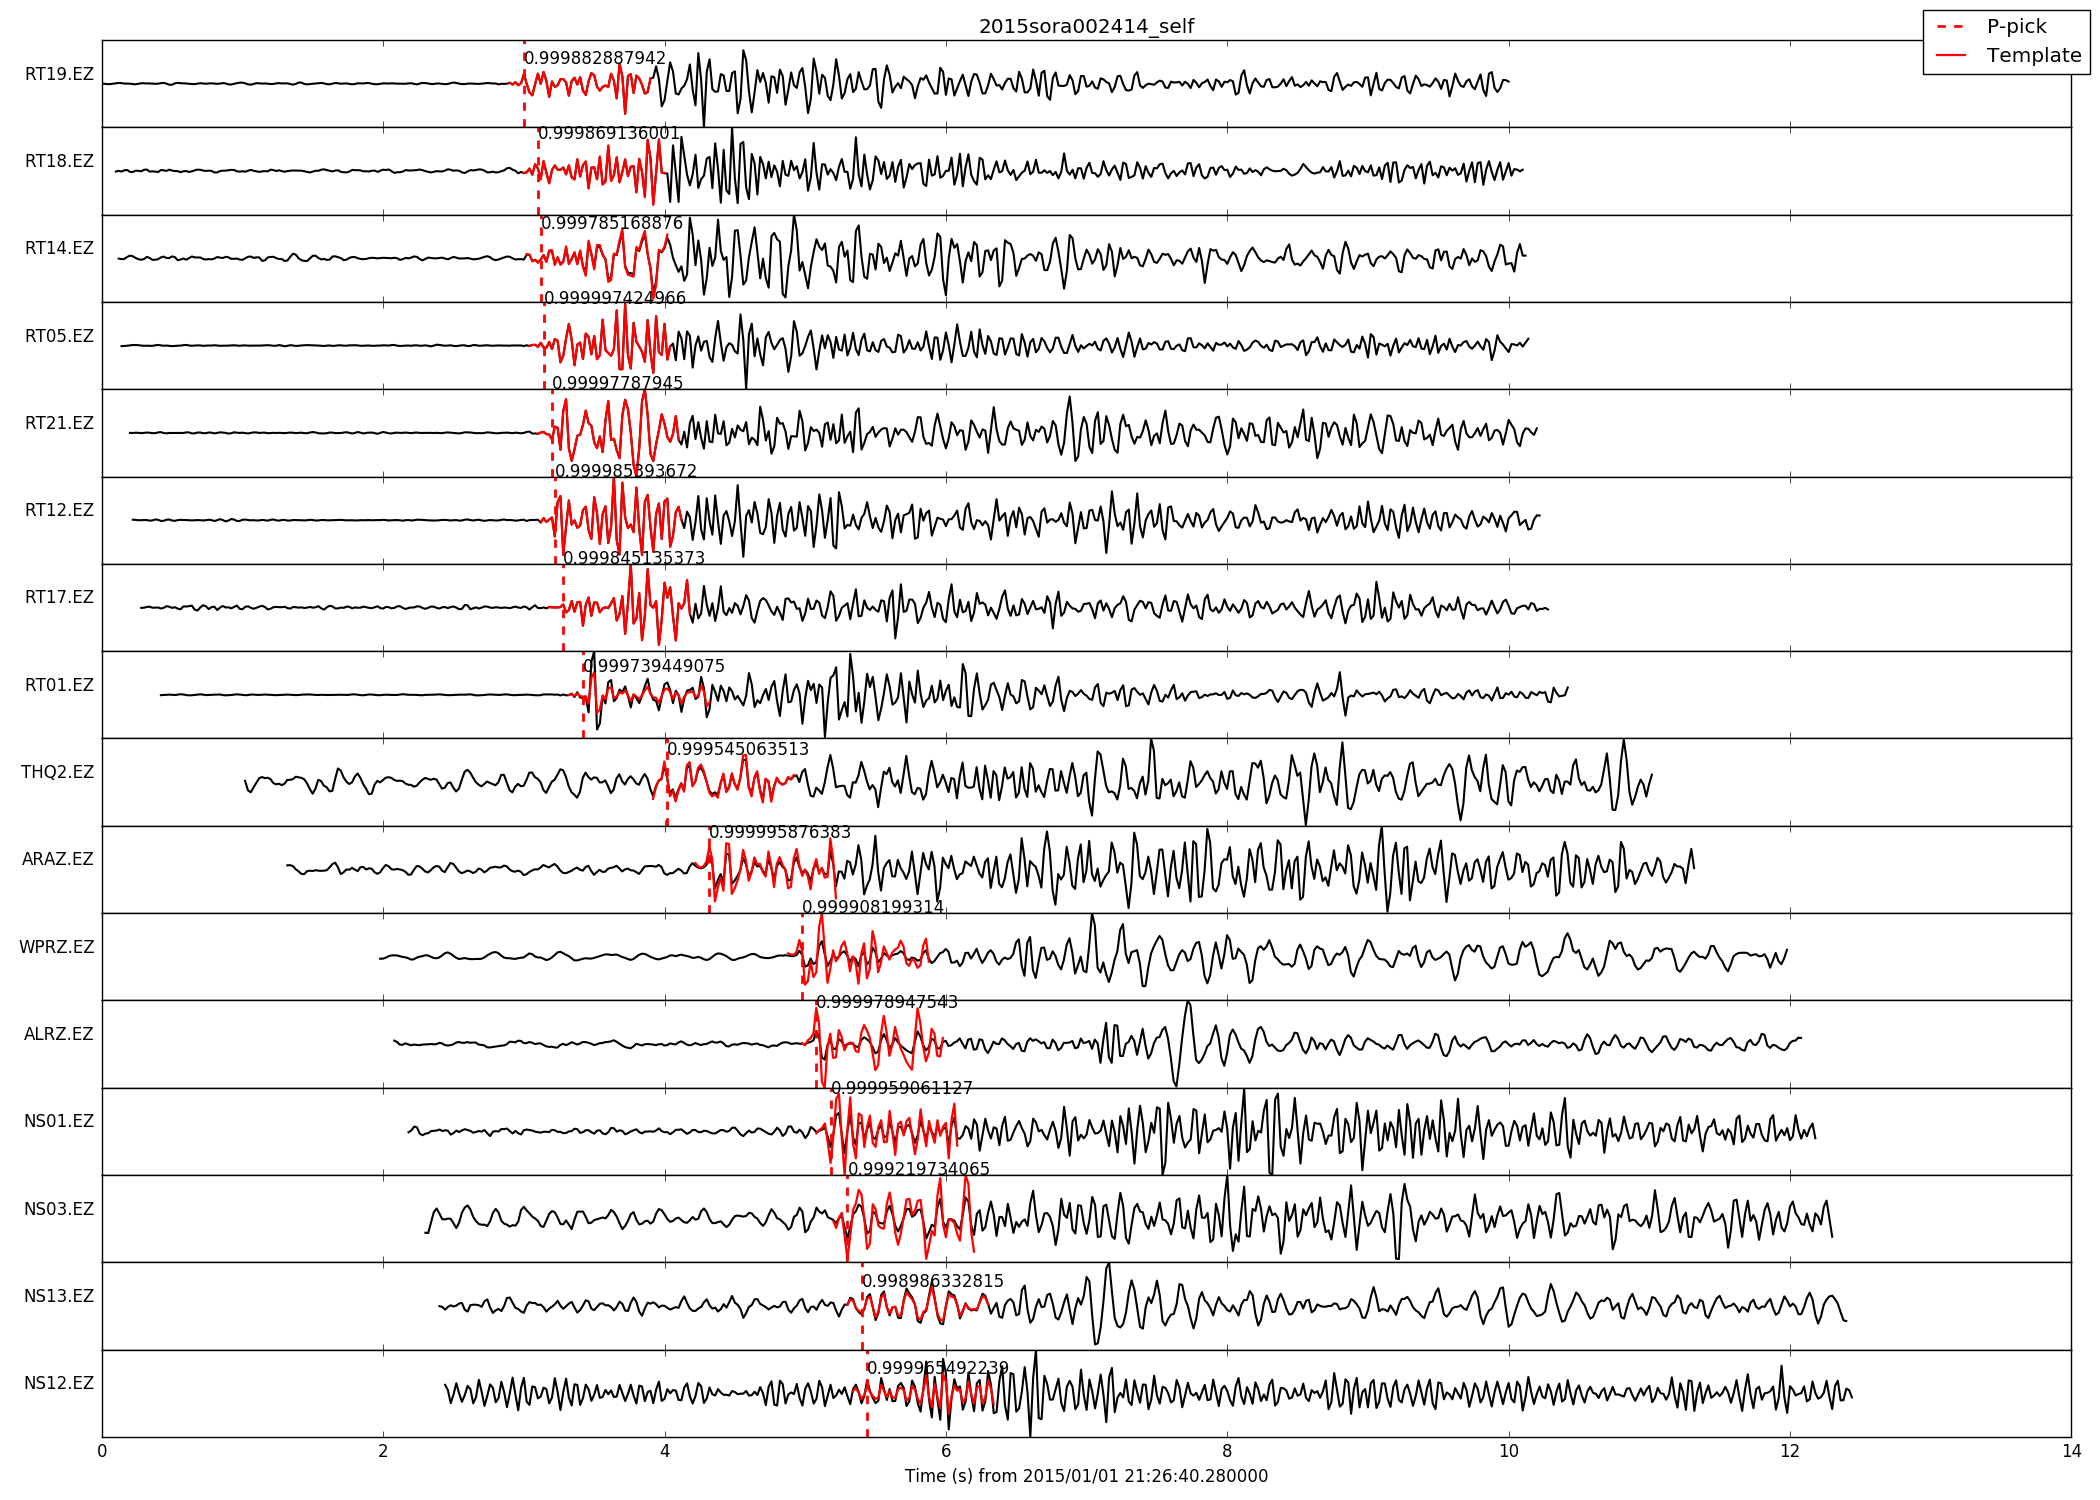 2015sora002414_self
P-pick
Template
RT19.EZ
0.999882887942
RT18.EZ
0.999869136001
RT14.EZ
0.999785168876
RT05.EZ
0.999997424966
RT21.EZ
0.99997787945
RT12.EZ
0.999985393672
RT17.EZ
0.999845135373
RT01.EZ
0.999739449075
THQ2.EZ
0.999545063513
ARAZ.EZ
0.999995876383
WPRZ.EZ
0.999908199314
ALRZ.EZ
0.999978947543
NS01.EZ
0.999959061127
NS03.EZ
0.999219734065
NS13.EZ
0.998986332815
NS12.EZ
0.999965492239
0 2 4 6 8 10 12 14
Time (s) from 2015/01/01 21:26:40.280000